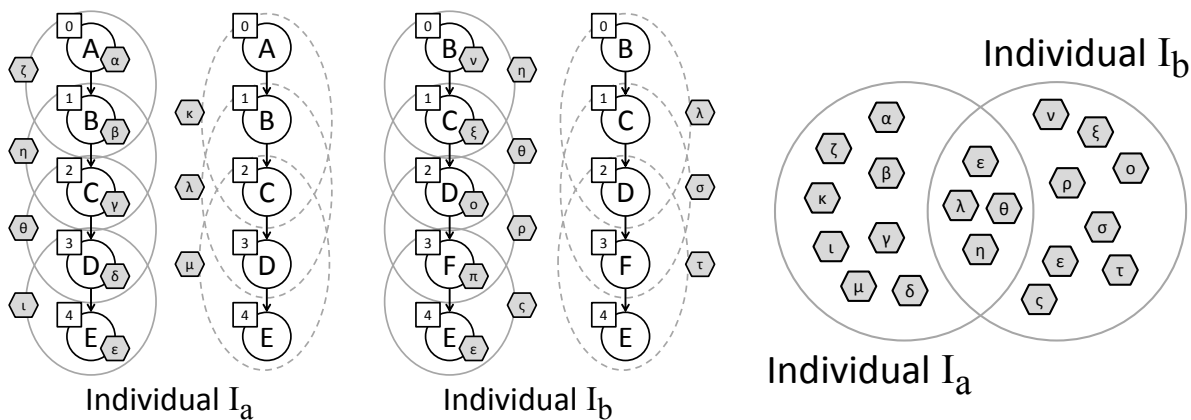 0
A
α
ζ
1
B
β
η
2
C
γ
θ
3
D
δ
ι
4
E
ε
0
A
κ
1
B
λ
2
C
μ
3
D
4
E
Individual Ia
0
B
ν
η
1
C
ξ
θ
2
D
ο
ρ
3
F
π
ς
4
E
ε
0
B
λ
1
C
σ
2
D
τ
3
F
4
E
Individual Ib
Individual Ib
α
ζ
β
κ
γ
ι
μ
δ
ε
λ
θ
η
ν
ξ
ο
ρ
σ
ε
τ
ς
Individual Ia